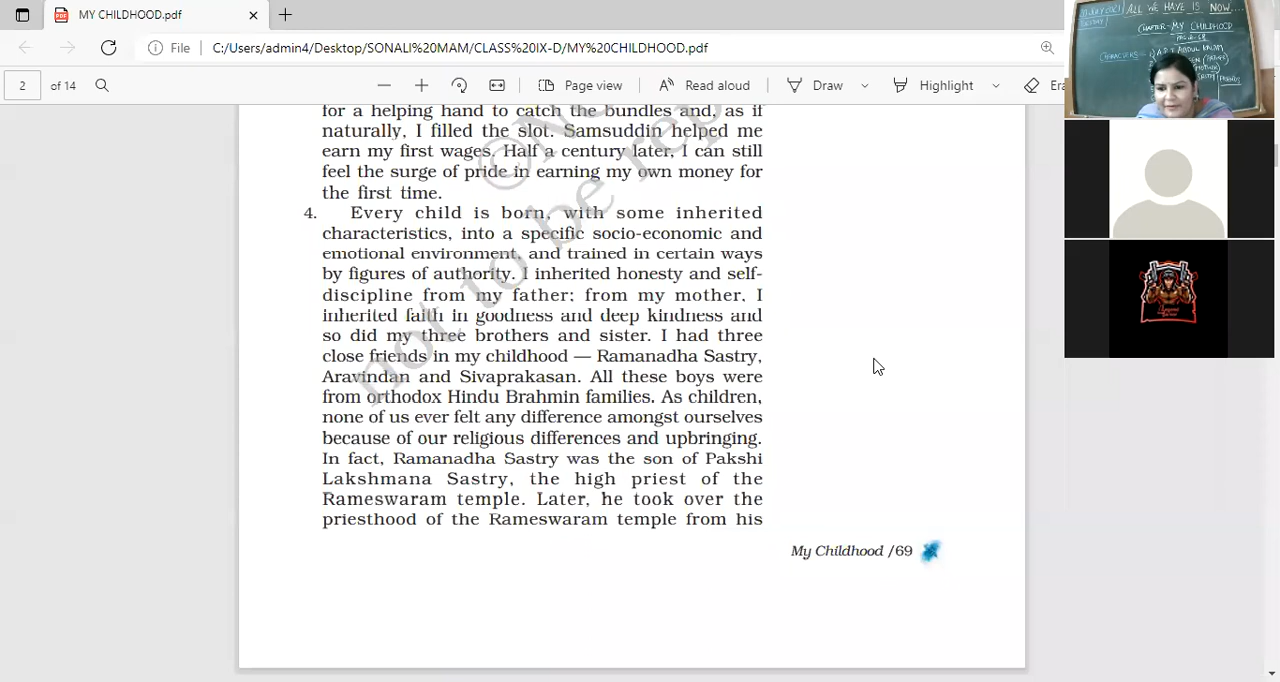 MY CHILDHOOD.pdf
File C:/Users/admin4/Desktop/SONALI%20MAM/CLASS%20IX-D/MY%20CHILDHOOD.pdf
2 of 14 Page view Read aloud Draw Highlight Era
for a helping hard to catch the bundles and, as if
naturally, I filled the slot. Samsuddin helped me
earn my first wages. Half a century later, I can still
feel the surge of pride in earning my own money for
the first time.
4. Every child is born, with some inherited
characteristics, into a specific socio-economic and
emotional environment, and trained in certain ways
by figures of authority. I inherited honesty and self-
discipline from my father; from my mother, I
inherited faith in goodness and deep kindness and
so did my three brothers and sister. I had three
close friends in my childhood — Ramanadha Sastry,
Aravindan and Sivaprakasan. All these boys were
from orthodox Hindu Brahmin families. As children,
none of us ever felt any difference amongst ourselves
because of our religious differences and upbringing.
In fact, Ramanadha Sastry was the son of Pakshi
Lakshmana Sastry, the high priest of the
Rameswaram temple. Later, he took over the
priesthood of the Rameswaram temple from his
My Childhood /69
not to be rep
ALL WE HAVE IS NOW....
CHAPTER-MY CHILDHOOD
CHARACTERS
ABDUL KALAM